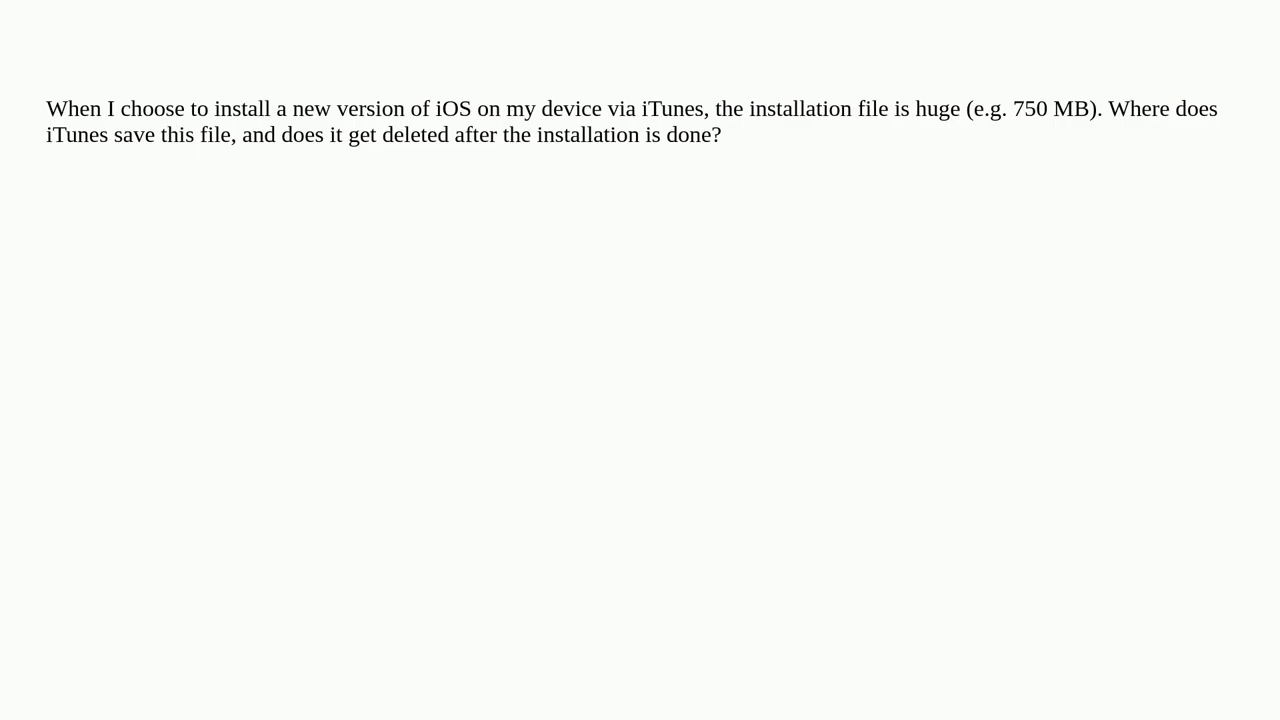 When I choose to install a new version of iOS on my device via iTunes, the installation file is huge (e.g. 750 MB). Where does
iTunes save this file, and does it get deleted after the installation is done?